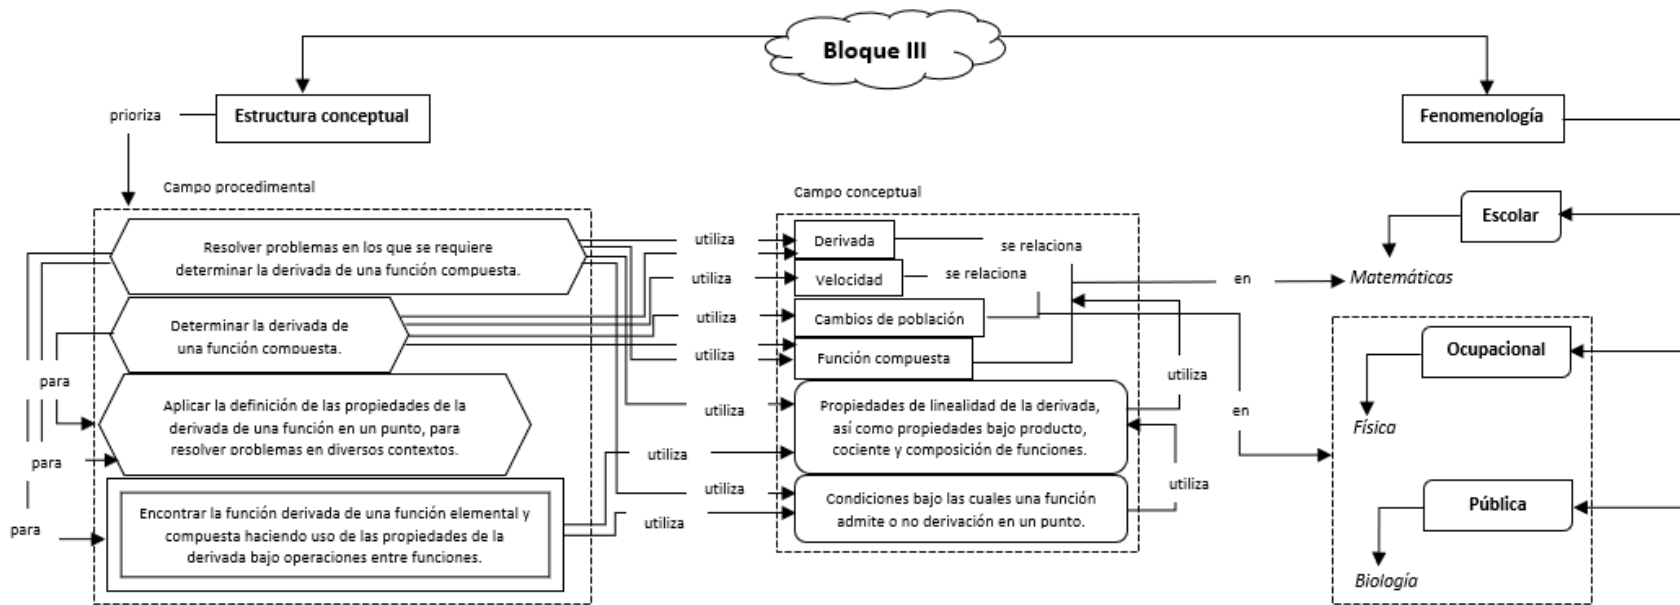 Bloque III
Estructura conceptual
prioriza
Fenomenología
Campo procedimental
Resolver problemas en los que se requiere
determinar la derivada de una función compuesta.
Determinar la derivada de
una función compuesta.
Aplicar la definición de las propiedades de la
derivada de una función en un punto, para
resolver problemas en diversos contextos.
Encontrar la función derivada de una función elemental y
compuesta haciendo uso de las propiedades de la
derivada bajo operaciones entre funciones.
para
para
para
utiliza
utiliza
utiliza
utiliza
utiliza
utiliza
utiliza
utiliza
Campo conceptual
Derivada
Velocidad
Cambios de población
Función compuesta
Propiedades de linealidad de la derivada,
así como propiedades bajo producto,
cociente y composición de funciones.
Condiciones bajo las cuales una función
admite o no derivación en un punto.
se relaciona
se relaciona
utiliza
utiliza
en
en
Escolar
Matemáticas
Ocupacional
Física
Pública
Biología